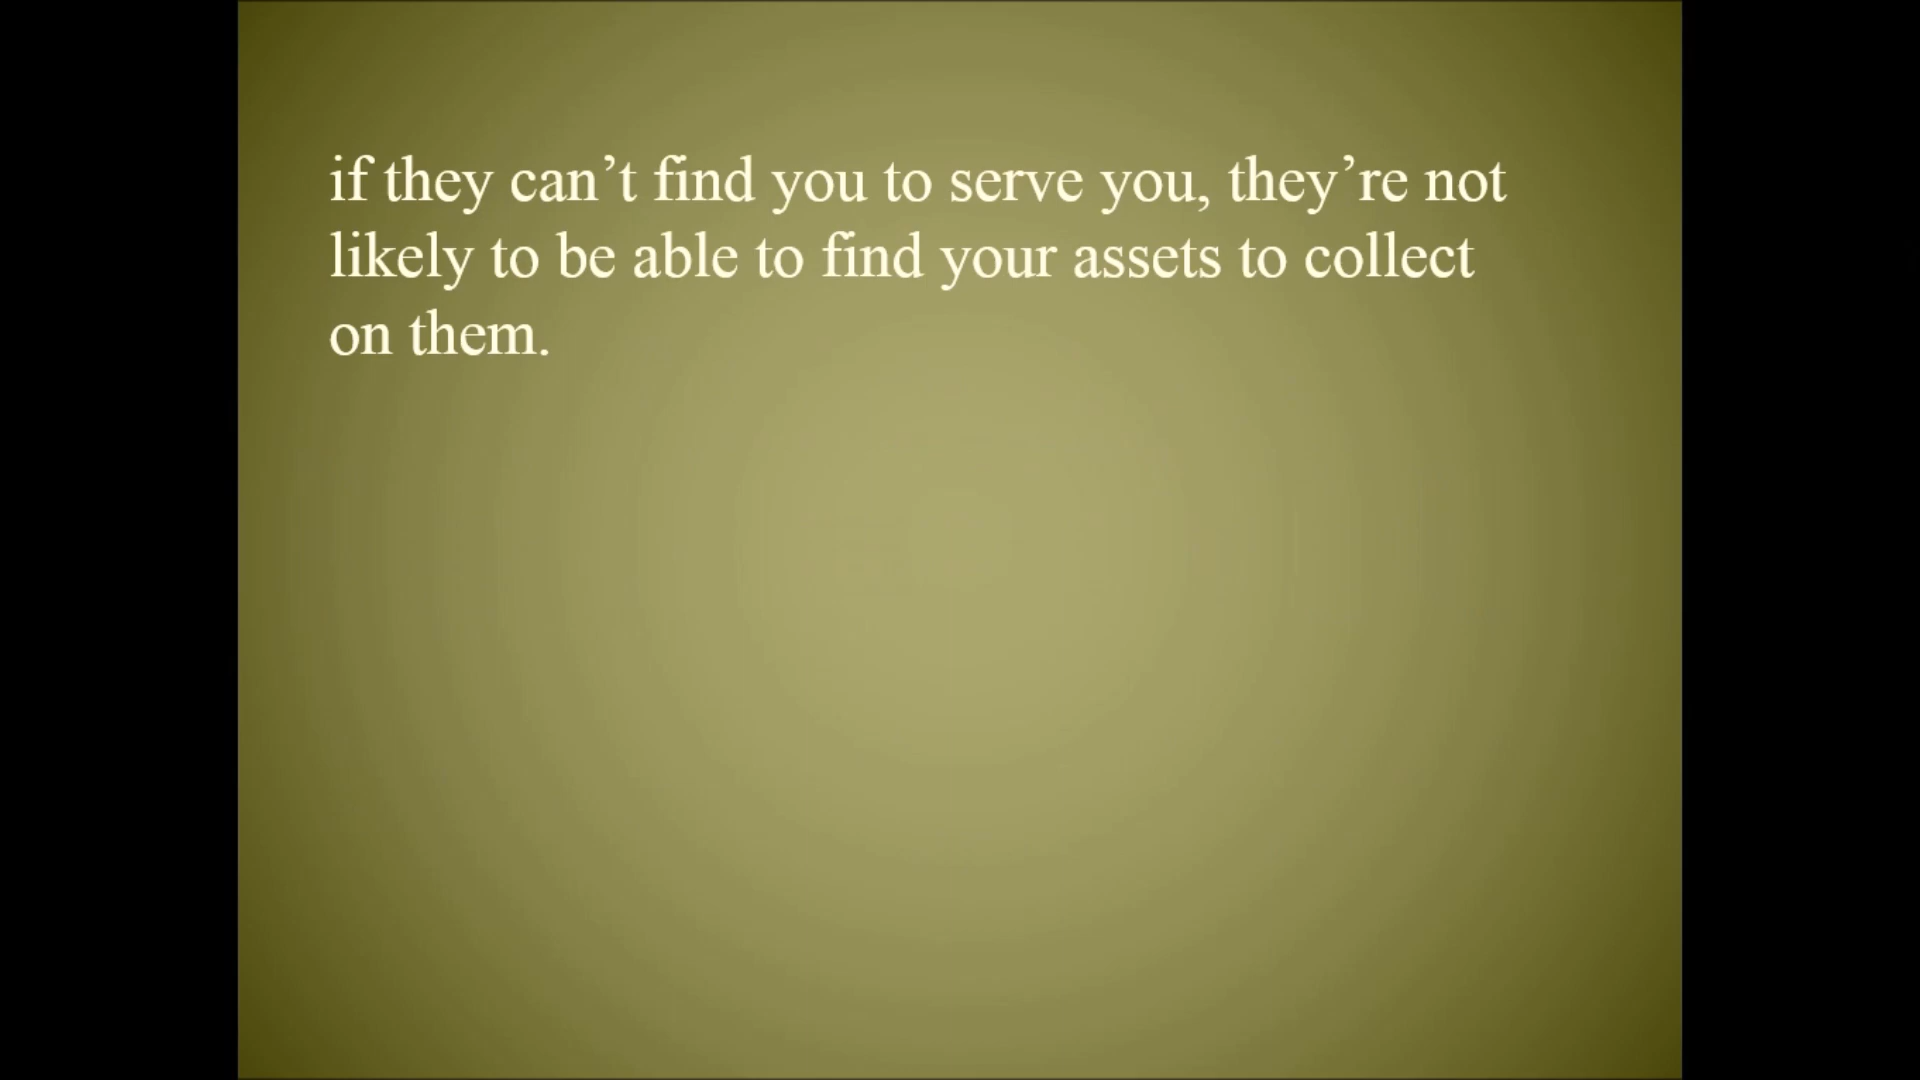 if they can’t find you to serve you, they’re not
likely to be able to find your assets to collect
on them.